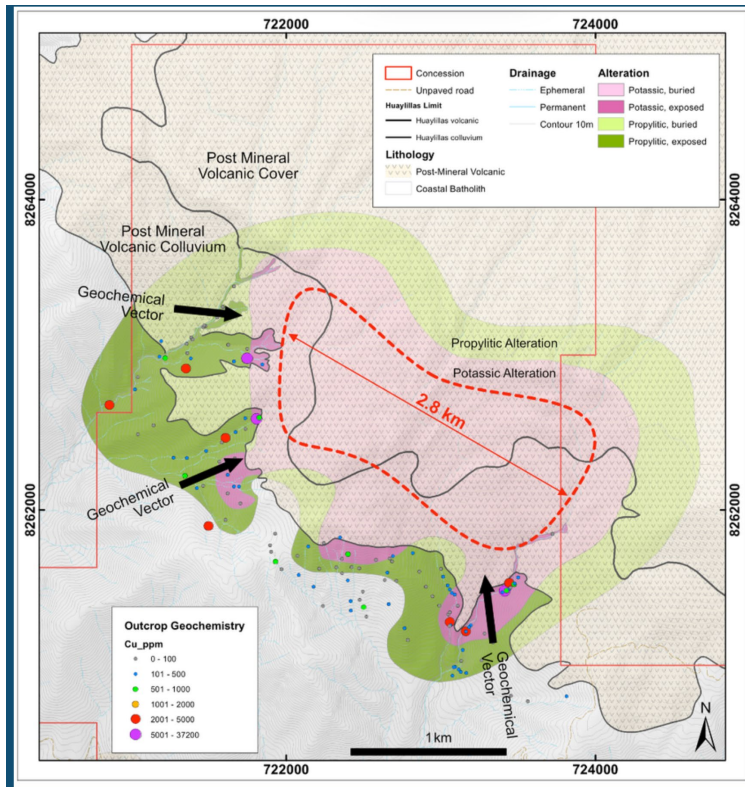 722000
724000
Concession
Unpaved road
Huaylillas Limit
Huaylillas volcanic
Huaylillas colluvium
Lithology
Post-Mineral Volcanic
Coastal Batholith
Drainage
Ephemeral
Permanent
Contour 10m
Alteration
Potassic, buried
Potassic, exposed
Propylitic, buried
Propylitic, exposed
Post Mineral
Volcanic Cover
8264000
8264000
Post Mineral
Volcanic Colluvium
Geochemical
Vector
Propylitic Alteration
Potassic Alteration
2.8 km
Geochemical
Vector
8262000
8262000
Outcrop Geochemistry
Cu_ppm
0 - 100
101 - 500
501 - 1000
1001 - 2000
2001 - 5000
5001 - 37200
Geochemical
Vector
1 km
N
722000
724000